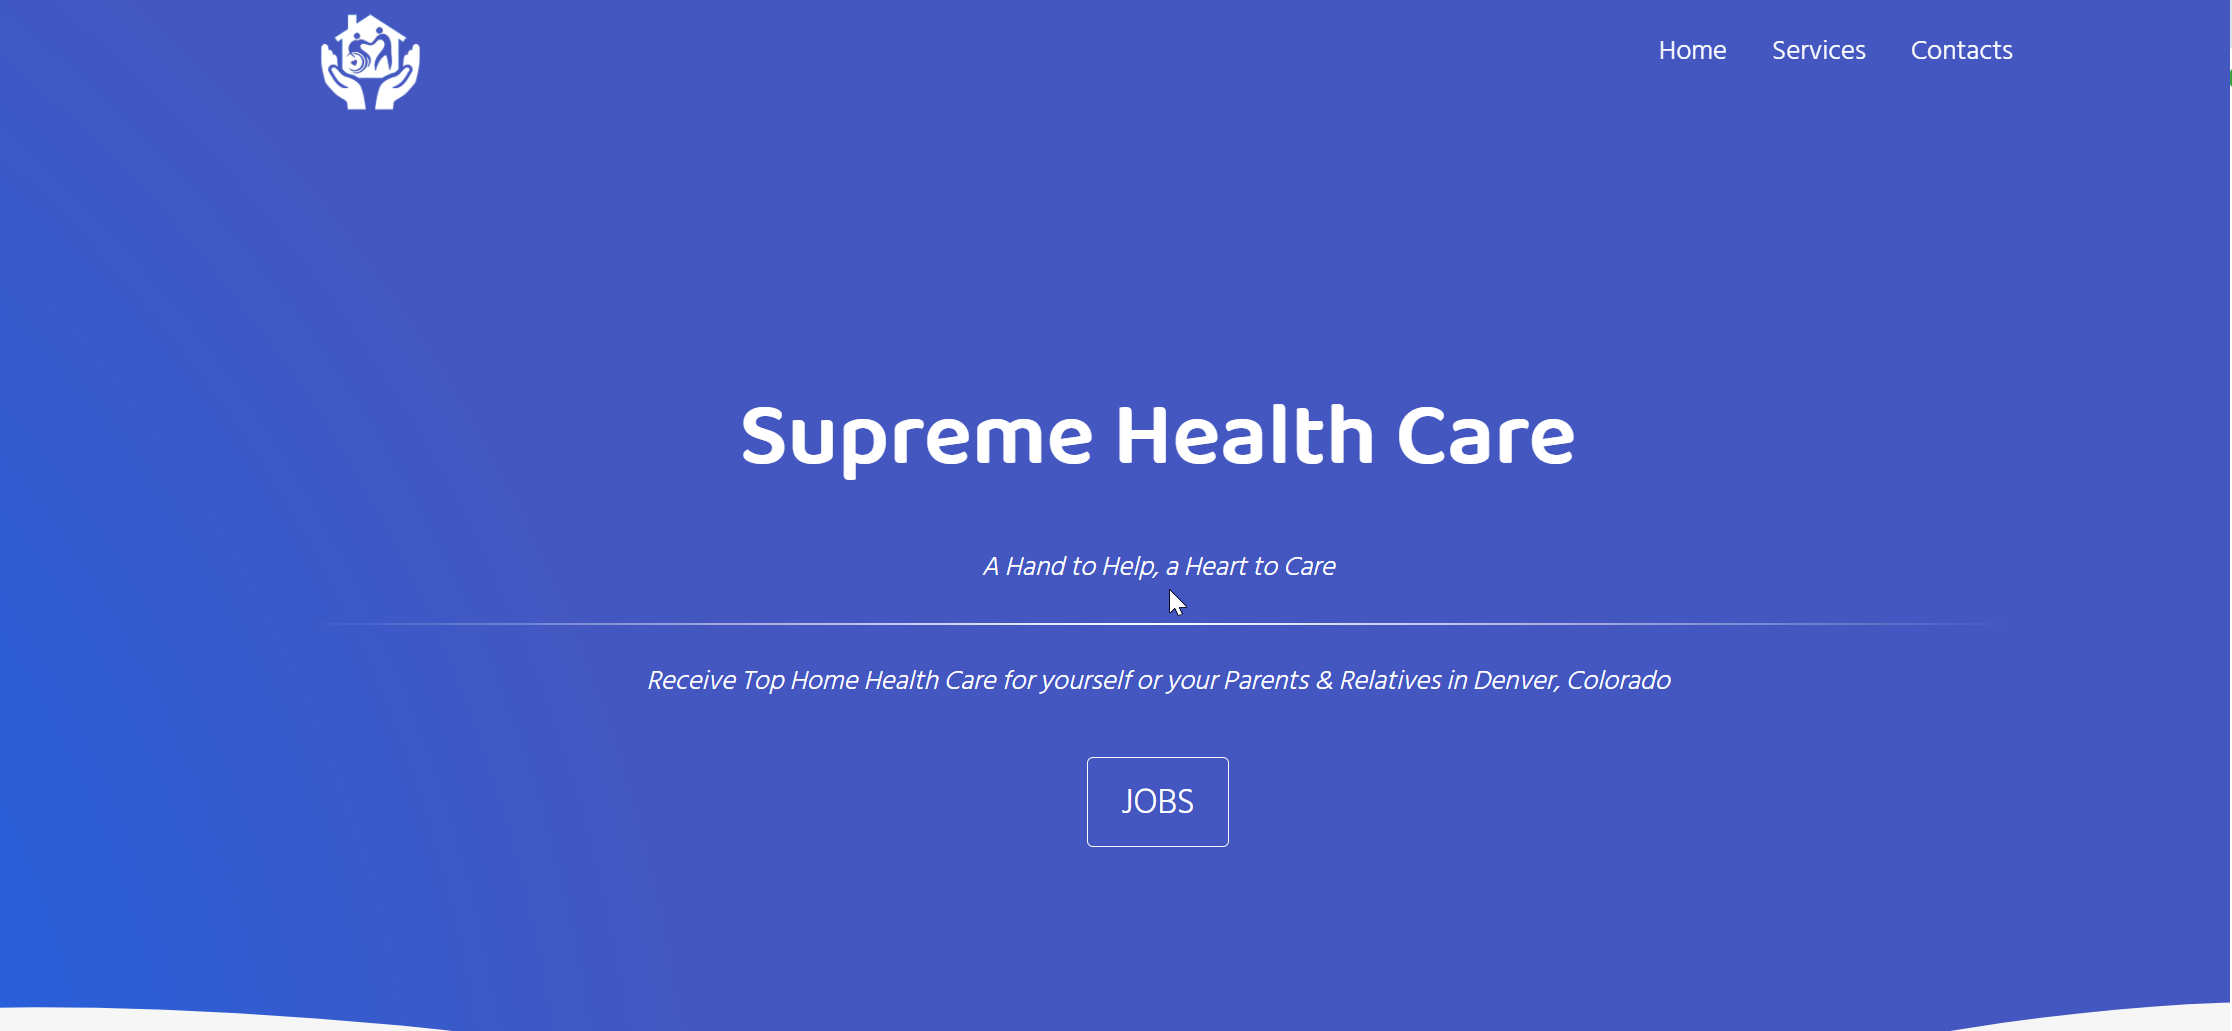 Home Services Contacts
Supreme Health Care
A Hand to Help, a Heart to Care
Receive Top Home Health Care for yourself or your Parents & Relatives in Denver, Colorado
JOBS